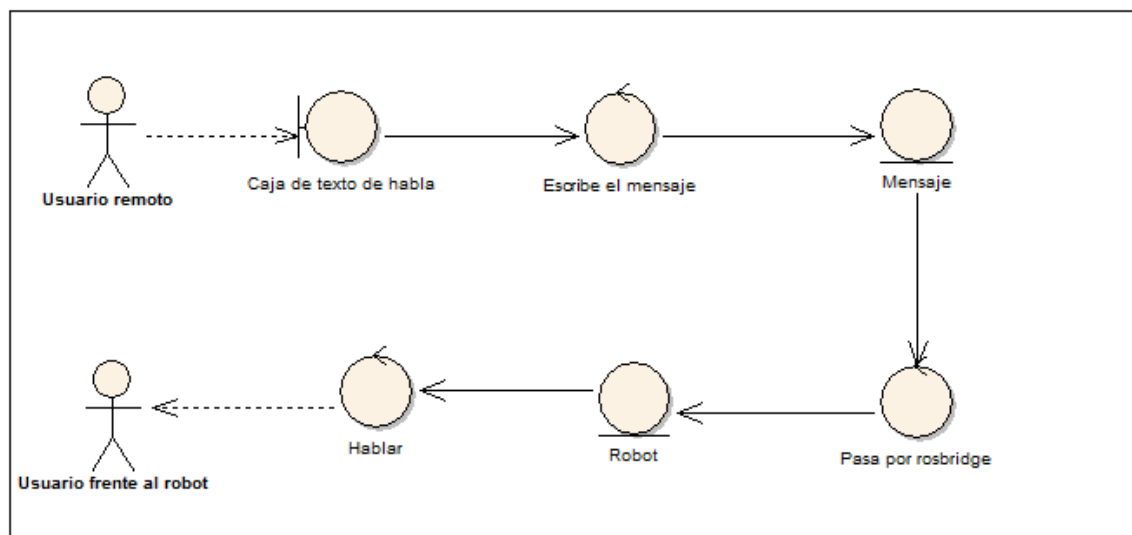 Usuario remoto
Caja de texto de habla
Escribe el mensaje
Mensaje
Usuario frente al robot
Hablar
Robot
Pasa por rosbridge